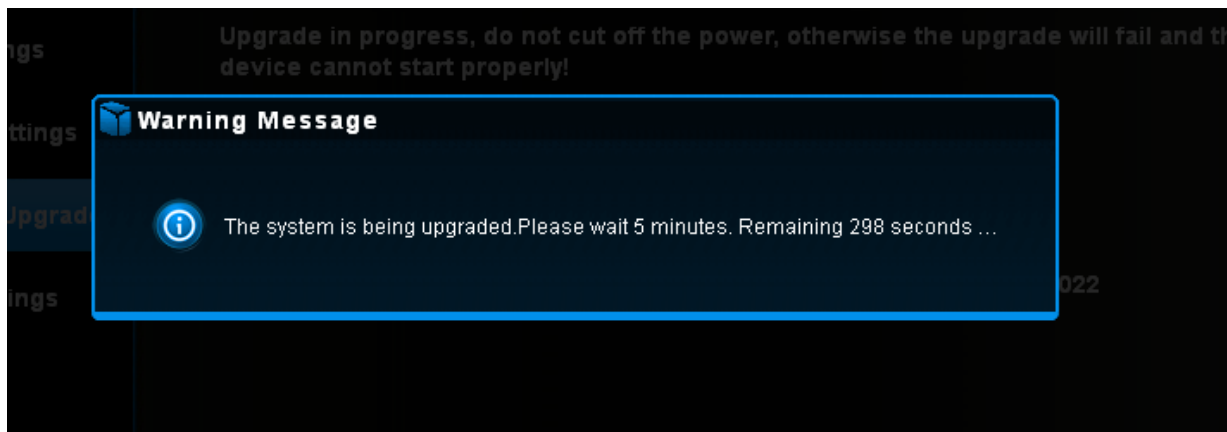 Upgrade in progress, do not cut off the power, otherwise the upgrade will fail and th
device cannot start properly!
ngs
Warning Message
ttings
Upgrad
The system is being upgraded.Please wait 5 minutes. Remaining 298 seconds ...
ings
022